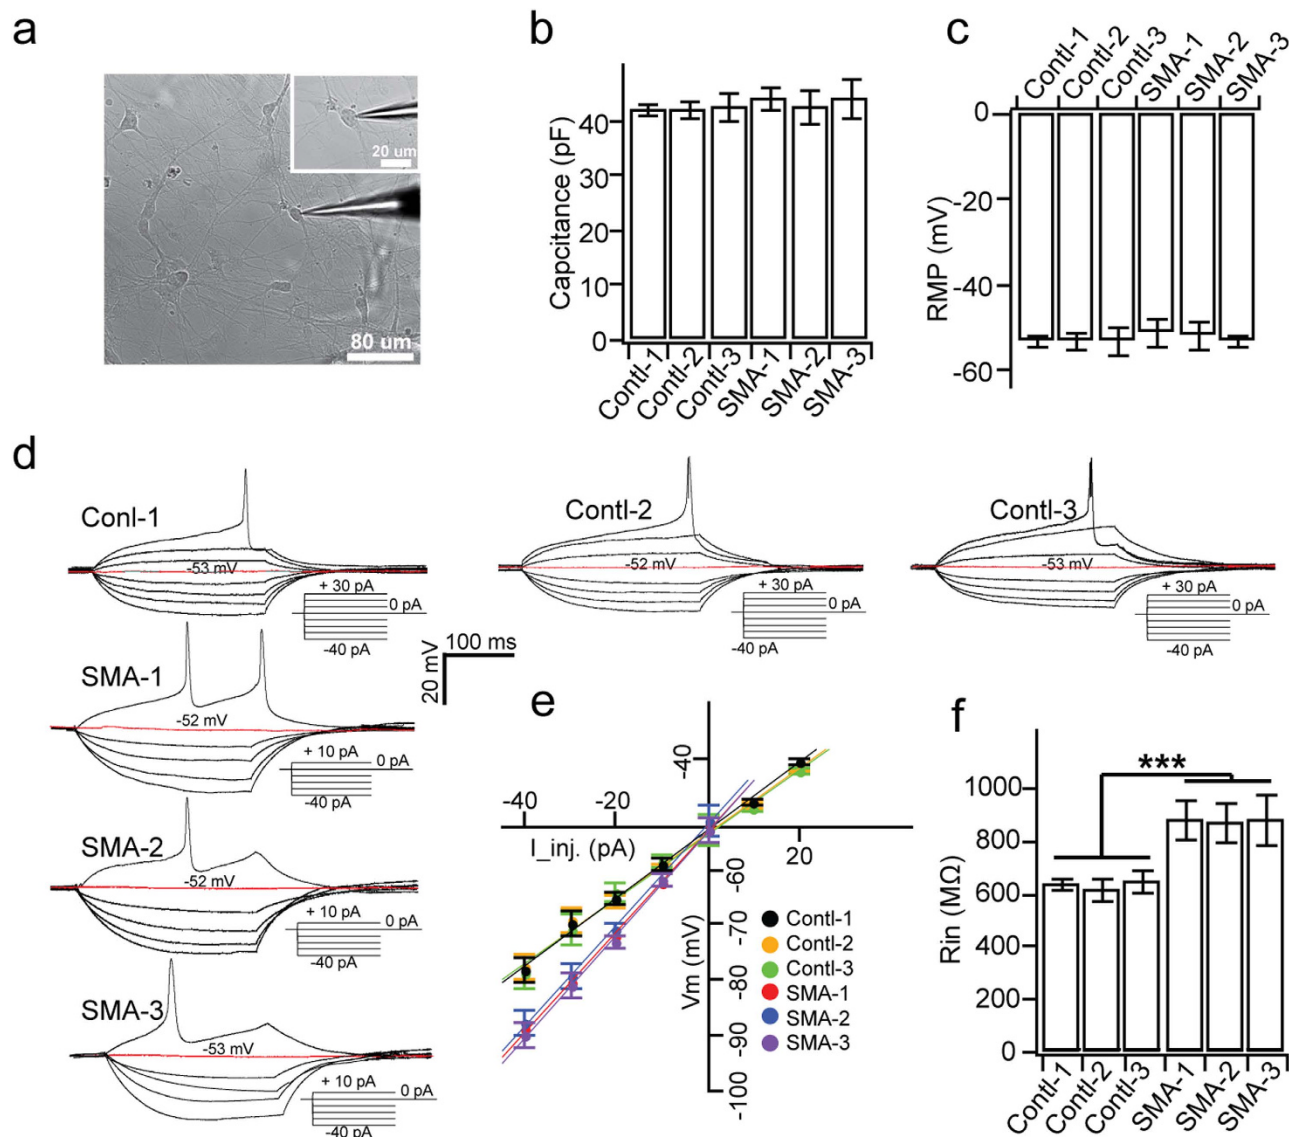 a
20 um
80 um
b
Capcitance (pF)
40
30
20
10
0
Contl-1
Contl-2
Contl-3
SMA-1
SMA-2
SMA-3
c
Contl-1
Contl-2
Contl-3
SMA-1
SMA-2
SMA-3
RMP (mV)
0
-20
-40
-60
d
Conl-1
-53 mV
+ 30 pA
0 pA
-40 pA
Contl-2
-52 mV
+ 30 pA
0 pA
-40 pA
Contl-3
-53 mV
+ 30 pA
0 pA
-40 pA
100 ms
20 mV
SMA-1
-52 mV
+ 10 pA
0 pA
-40 pA
SMA-2
-52 mV
+ 10 pA
0 pA
-40 pA
SMA-3
-53 mV
+ 10 pA
0 pA
-40 pA
e
-40
-40
-20
20
I_inj. (pA)
-60
-70
-80
-90
-100
Vm (mV)
Contl-1
Contl-2
Contl-3
SMA-1
SMA-2
SMA-3
f
***
Rin (MΩ)
1000
800
600
400
200
0
Contl-1
Contl-2
Contl-3
SMA-1
SMA-2
SMA-3